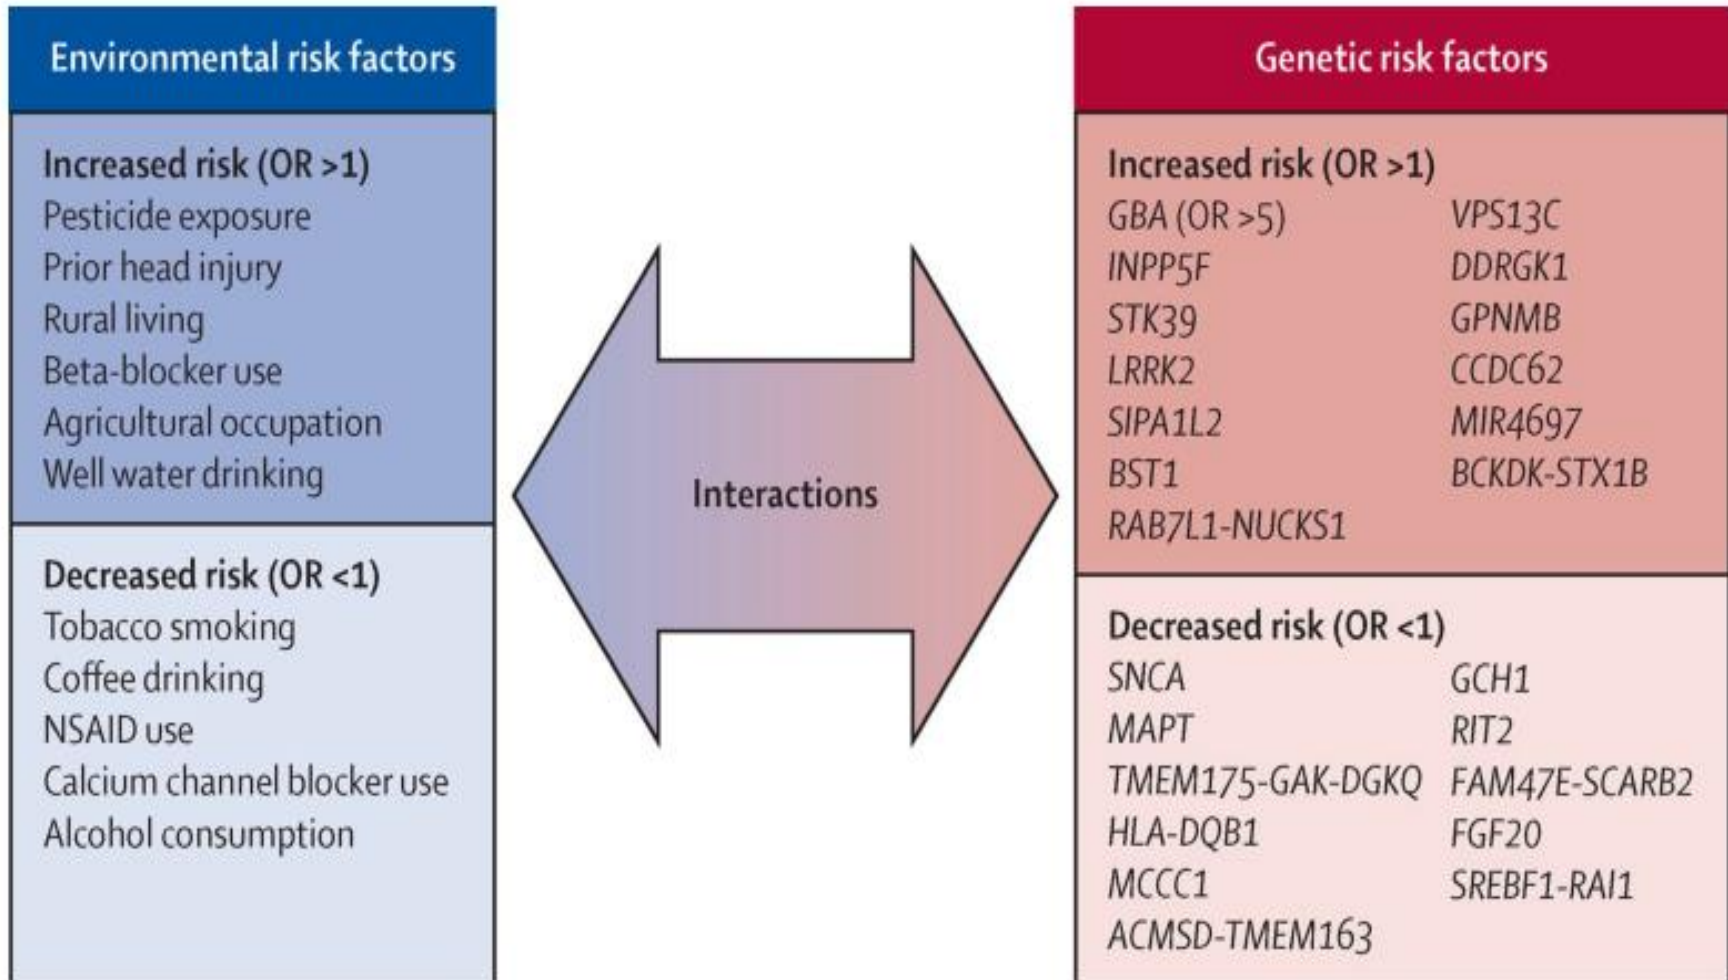 Environmental risk factors
Increased risk (OR >1)
Pesticide exposure
Prior head injury
Rural living
Beta-blocker use
Agricultural occupation
Well water drinking
Decreased risk (OR <1)
Tobacco smoking
Coffee drinking
NSAID use
Calcium channel blocker use
Alcohol consumption
Interactions
Genetic risk factors
Increased risk (OR >1)
GBA (OR >5)
INPP5F
STK39
LRRK2
SIPA1L2
BST1
RAB7L1-NUCKS1
VPS13C
DDRGK1
GPNMB
CCDC62
MIR4697
BCKDK-STX1B
Decreased risk (OR <1)
SNCA
MAPT
TMEM175-GAK-DGKQ
HLA-DQB1
MCCC1
ACMSD-TMEM163
GCH1
RIT2
FAM47E-SCARB2
FGF20
SREBF1-RAI1